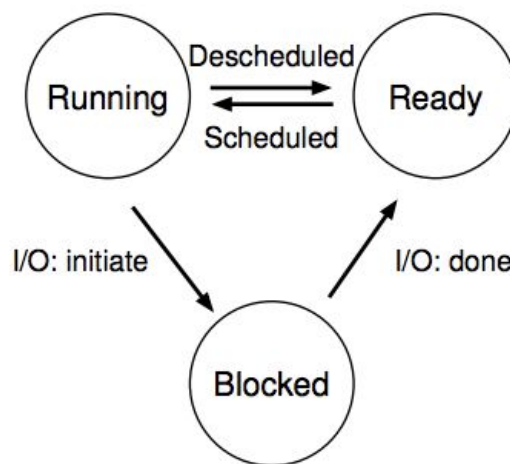 Descheduled
Running
Ready
Scheduled
I/O: initiate
I/O: done
Blocked